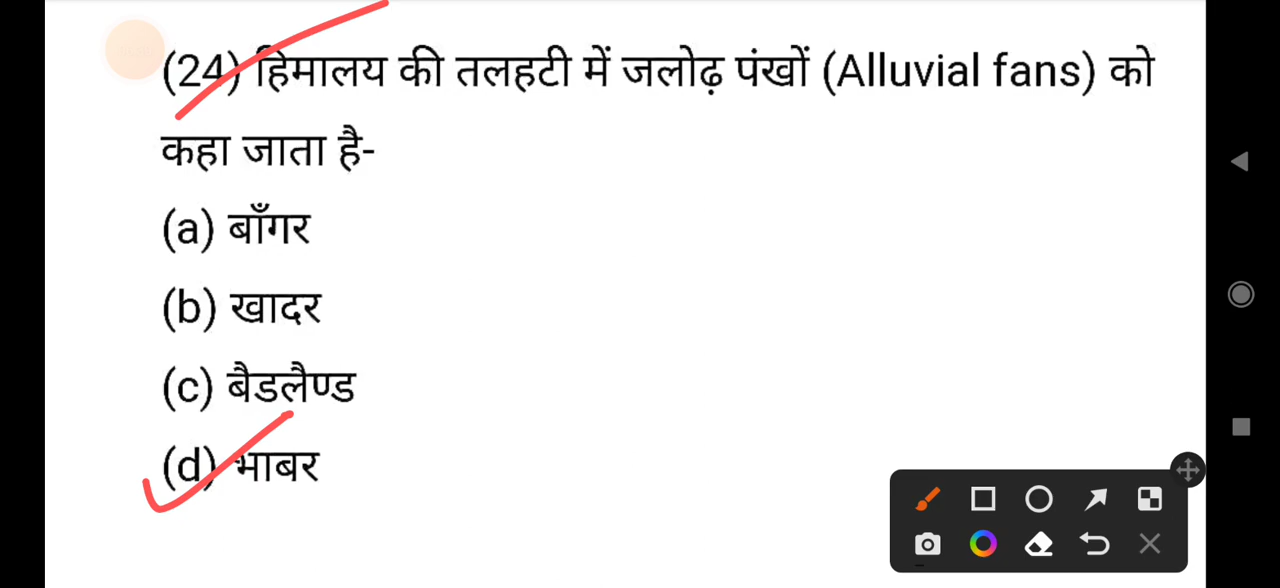 (24) हिमालय की तलहटी में जलोढ़ पंखों (Alluvial fans) को
कहा जाता है-
(a) बाँगर
(b) खादर
(c) बैडलैण्ड
(d) भाबर